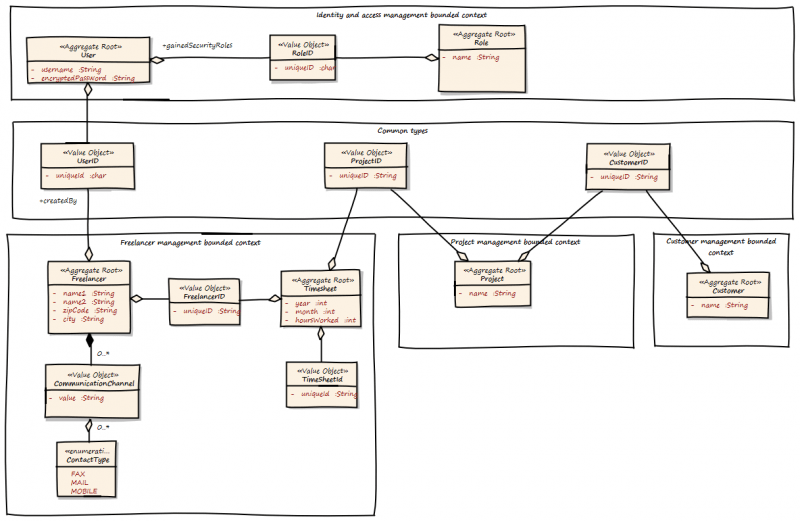 Identity and access management bounded context
«Aggregate Root»
User
- username :String
- encryptedPassword :String
+gainedSecurityRoles
«Value Object»
RoleID
- uniqueID :char
«Aggregate Root»
Role
- name :String
Common types
«Value Object»
UserID
- uniqueId :char
«Value Object»
ProjectID
- uniqueID :String
«Value Object»
CustomerID
- uniqueID :String
+createdBy
Freelancer management bounded context
«Aggregate Root»
Freelancer
- name1 :String
- name2 :String
- zipCode :String
- city :String
«Value Object»
FreelancerID
- uniqueID :String
«Aggregate Root»
Timesheet
- year :int
- month :int
- hoursWorked :int
0..*
«Value Object»
CommunicationChannel
- value :String
«Value Object»
TimeSheetId
- uniqueId :String
0..*
«enumerati...
ContactType
FAX
MAIL
MOBILE
Project management bounded context
«Aggregate Root»
Project
- name :String
Customer management bounded
context
«Aggregate Root»
Customer
- name :String